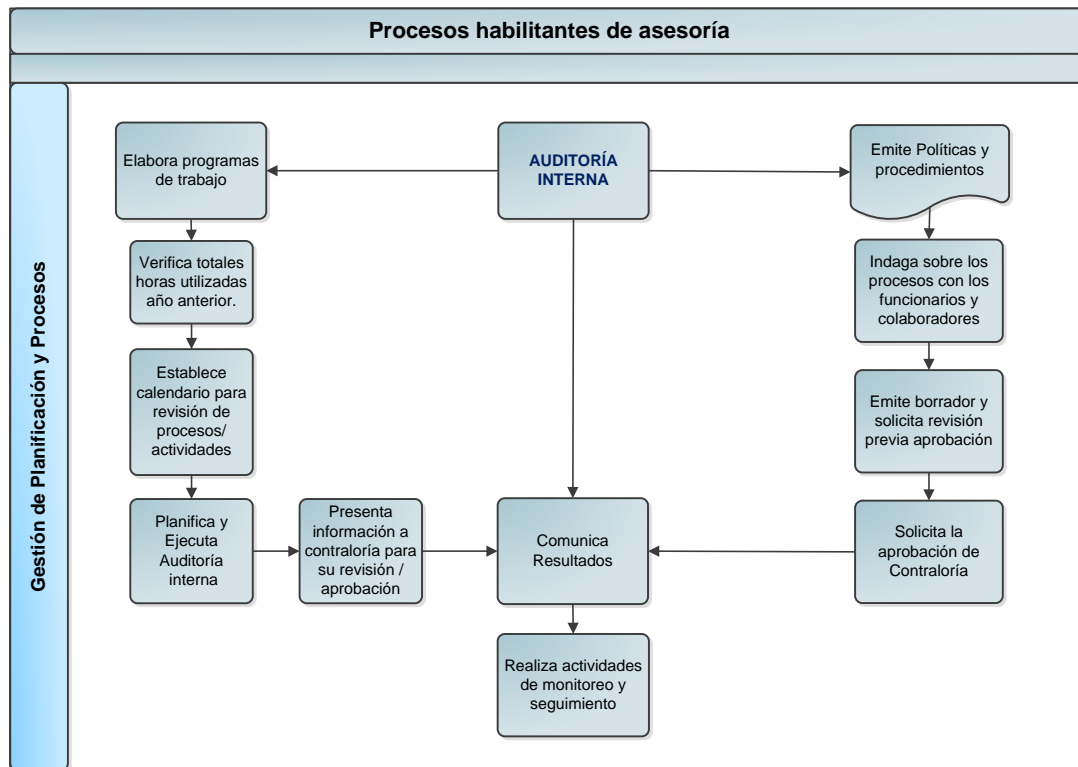 Procesos habilitantes de asesoría
Gestión de Planificación y Procesos
Elabora programas
de trabajo
AUDITORÍA
INTERNA
Emite Políticas y
procedimientos
Verifica totales
horas utilizadas
año anterior.
Indaga sobre los
procesos con los
funcionarios y
colaboradores
Establece
calendario para
revisión de
procesos/
actividades
Emite borrador y
solicita revisión
previa aprobación
Planifica y
Ejecuta
Auditoría
interna
Presenta
información a
contraloría para
su revisión /
aprobación
Comunica
Resultados
Solicita la
aprobación de
Contraloría
Realiza actividades
de monitoreo y
seguimiento